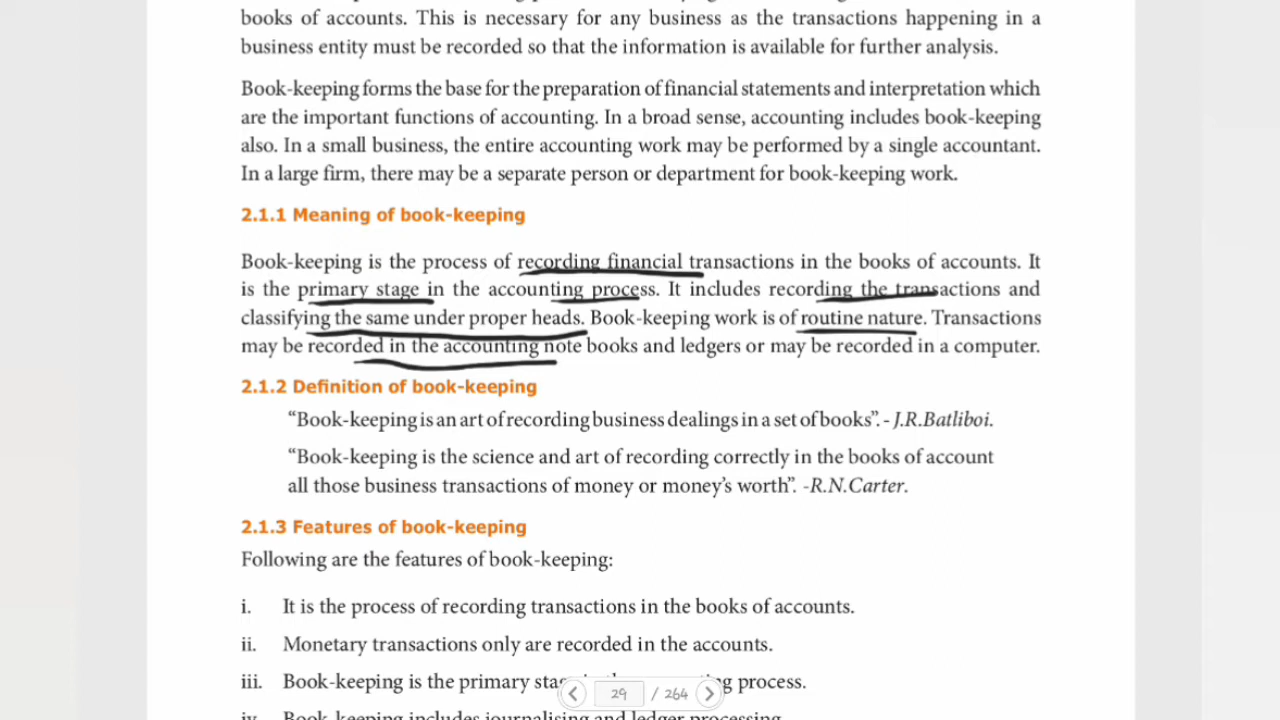 books of accounts. This is necessary for any business as the transactions happening in a
business entity must be recorded so that the information is available for further analysis.
Book-keeping forms the base for the preparation of financial statements and interpretation which
are the important functions of accounting. In a broad sense, accounting includes book-keeping
also. In a small business, the entire accounting work may be performed by a single accountant.
In a large firm, there may be a separate person or department for book-keeping work.
2.1.1 Meaning of book-keeping
Book-keeping is the process of recording financial transactions in the books of accounts. It
is the primary stage in the accounting process. It includes recording the transactions and
classifying the same under proper heads. Book-keeping work is of routine nature. Transactions
may be recorded in the accounting note books and ledgers or may be recorded in a computer.
2.1.2 Definition of book-keeping
“Book-keeping is an art of recording business dealings in a set of books”. - J.R.Batliboi.
“Book-keeping is the science and art of recording correctly in the books of account
all those business transactions of money or money’s worth”. -R.N.Carter.
2.1.3 Features of book-keeping
Following are the features of book-keeping:
i. It is the process of recording transactions in the books of accounts.
ii. Monetary transactions only are recorded in the accounts.
iii. Book-keeping is the primary process.
29 / 264
iv. Book-keeping includes journalising and ledger processing.